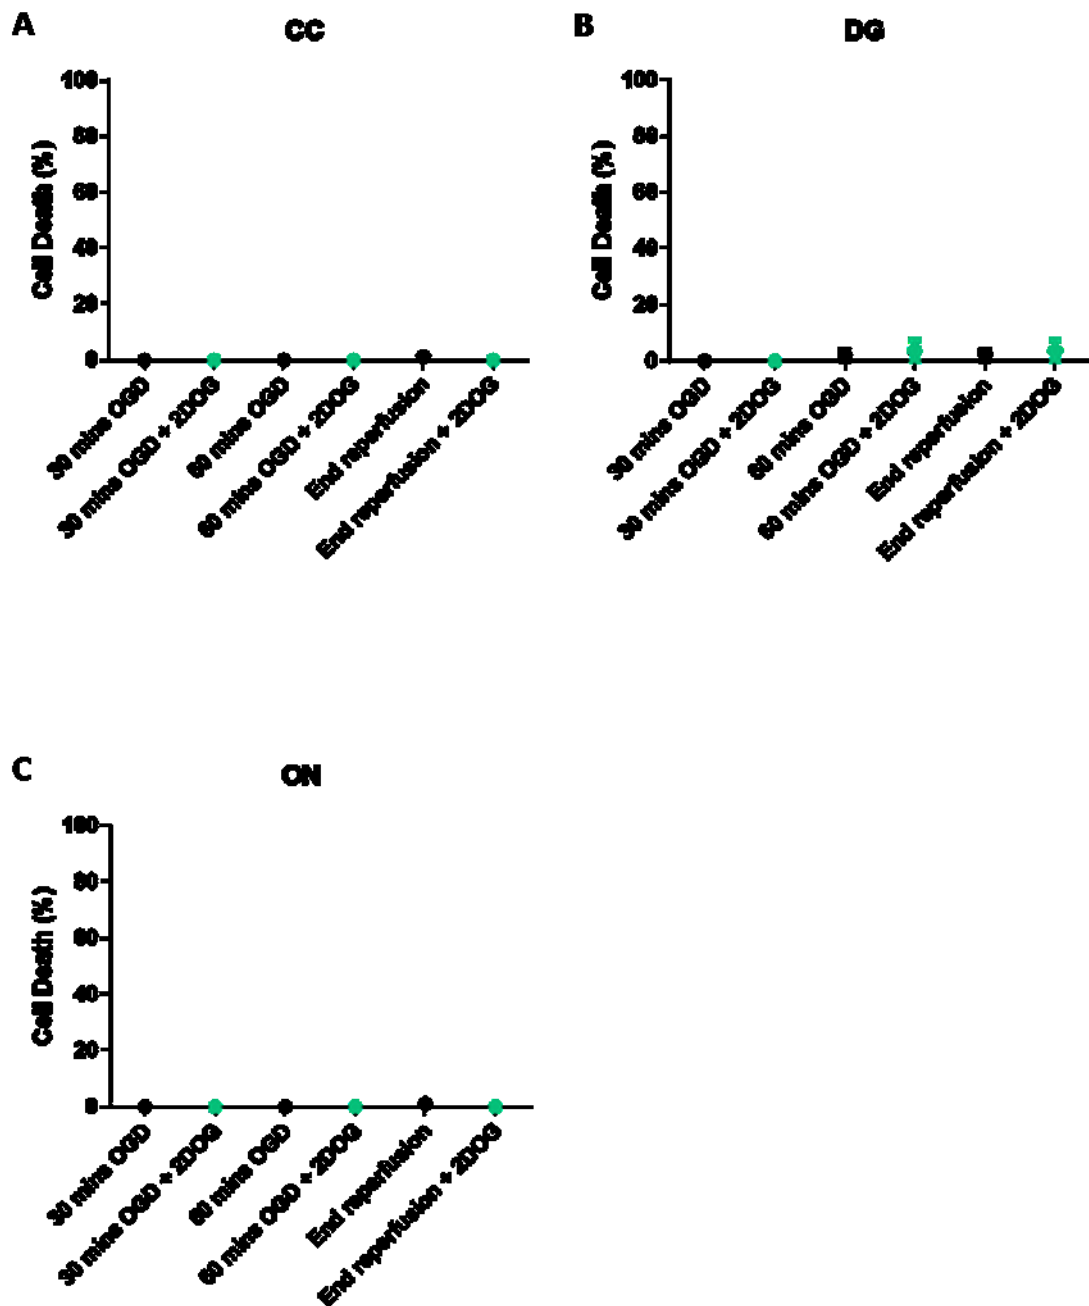 A
CC
Cell Death (%)
100
80
60
40
20
0
30 mins OGD
30 mins OGD + 2DOG
60 mins OGD
60 mins OGD + 2DOG
End reperfusion
End reperfusion + 2DOG
B
DG
Cell Death (%)
100
80
60
40
20
0
30 mins OGD
30 mins OGD + 2DOG
60 mins OGD
60 mins OGD + 2DOG
End reperfusion
End reperfusion + 2DOG
C
ON
Cell Death (%)
100
80
60
40
20
0
30 mins OGD
30 mins OGD + 2DOG
60 mins OGD
60 mins OGD + 2DOG
End reperfusion
End reperfusion + 2DOG